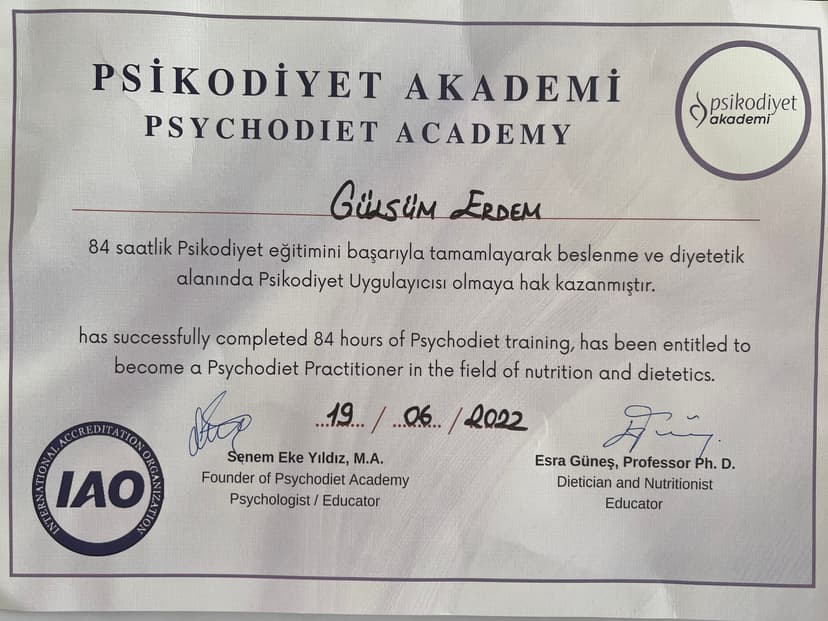 PSİKODİYET AKADEMİ
PSYCHODIET ACADEMY
psikodiyet
akademi
GÜLSÜM ERDEM
84 saatlik Psikodiyet eğitimini başarıyla tamamlayarak beslenme ve diyetetik
alanında Psikodiyet Uygulayıcısı olmaya hak kazanmıştır.
has successfully completed 84 hours of Psychodiet training, has been entitled to
become a Psychodiet Practitioner in the field of nutrition and dietetics.
...19... / ...06... / 2022
Senem Eke Yıldız, M.A.
Founder of Psychodiet Academy
Psychologist / Educator
Esra Güneş, Professor Ph. D.
Dietician and Nutritionist
Educator
INTERNATIONAL ACCREDITATION ORGANIZATION
IAO